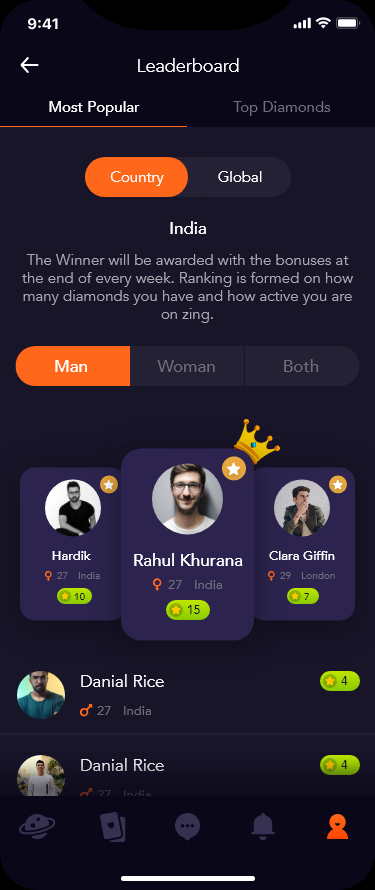 9:41
Leaderboard
Most Popular
Top Diamonds
Country
Global
India
The Winner will be awarded with the bonuses at
the end of every week. Ranking is formed on how
many diamonds you have and how active you are
on zing.
Man
Woman
Both
Hardik
27 India
10
Rahul Khurana
27 India
15
Clara Giffin
29 London
7
Danial Rice
4
27 India
Danial Rice
4
27 India